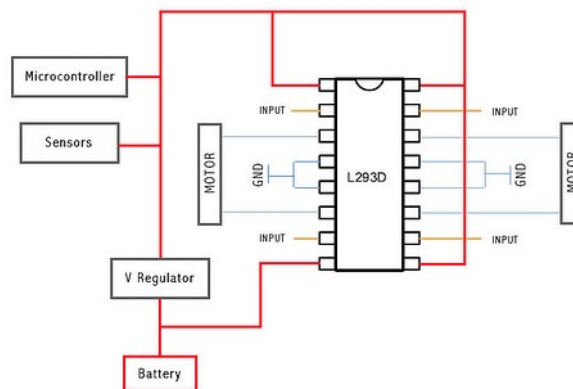 Microcontroller
INPUT
INPUT
Sensors
MOTOR
GND
L293D
GND
MOTOR
INPUT
INPUT
V Regulator
Battery